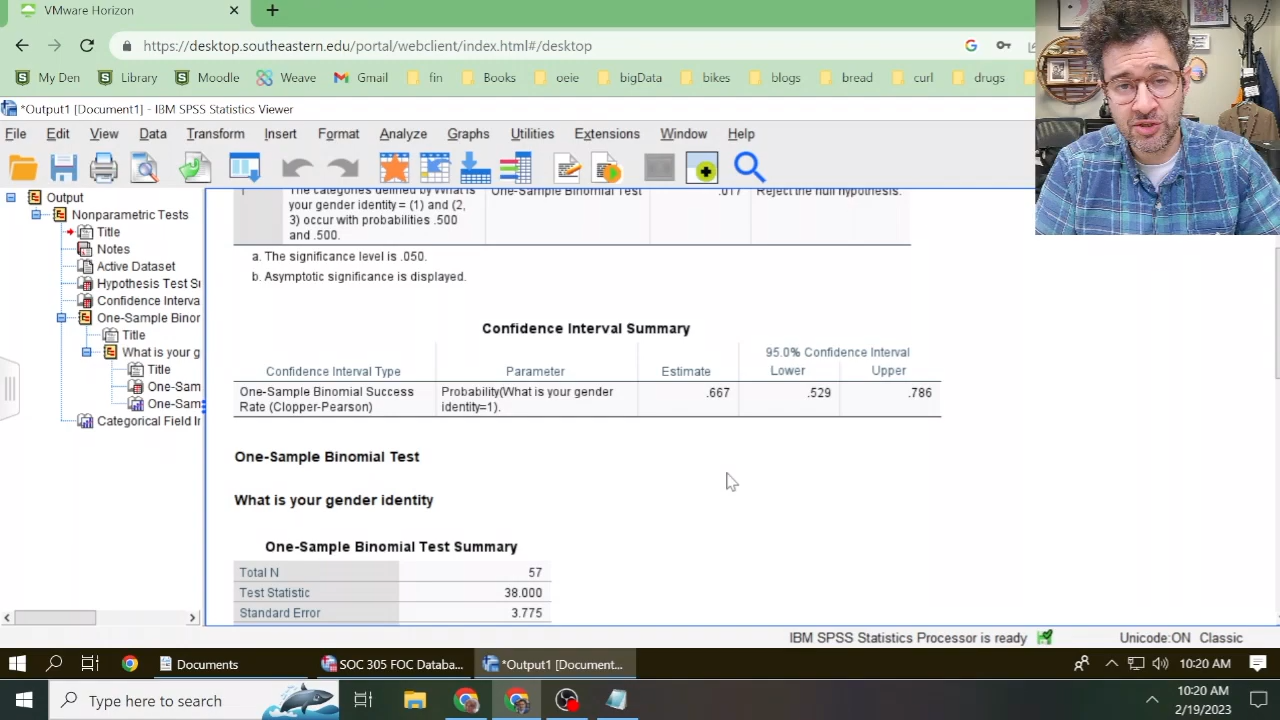 VMware Horizon
https://desktop.southeastern.edu/portal/webclient/index.html#/desktop
My Den
Library
Moodle
Weave
Gmail
fin
Books
oeie
bigData
bikes
blogs
bread
curl
drugs
*Output1 [Document1] - IBM SPSS Statistics Viewer
File Edit View Data Transform Insert Format Analyze Graphs Utilities Extensions Window Help
Output
Nonparametric Tests
Title
Notes
Active Dataset
Hypothesis Test S
Confidence Interva
One-Sample Binor
Title
What is your g
Title
One-Sam
One-Sam
Categorical Field I
1 The categories defined by What is One-Sample Binomial Test .017 Reject the null hypothesis.
your gender identity = (1) and (2,
3) occur with probabilities .500
and .500.
a. The significance level is .050.
b. Asymptotic significance is displayed.
Confidence Interval Summary
95.0% Confidence Interval
Confidence Interval Type Parameter Estimate Lower Upper
One-Sample Binomial Success Probability(What is your gender .667 .529 .786
Rate (Clopper-Pearson) identity=1).
One-Sample Binomial Test
What is your gender identity
One-Sample Binomial Test Summary
Total N 57
Test Statistic 38.000
Standard Error 3.775
IBM SPSS Statistics Processor is ready Unicode:ON Classic
Documents
SOC 305 FOC Databa...
*Output1 [Document...
10:20 AM
Type here to search
10:20 AM
2/19/2023